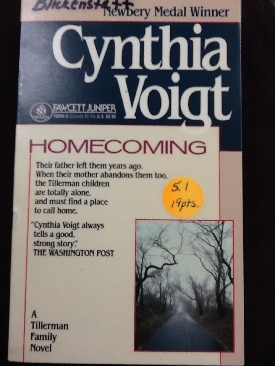 Blickenstaff
Newbery Medal Winner
Cynthia
Voigt
FAWCETT JUNIPER
HOMECOMING
Their father left them years ago.
When their mother abandons them too,
the Tillerman children
are totally alone,
and must find a place
to call home.
5.1
19pts.
"Cynthia Voigt always
tells a good,
strong story."
THE WASHINGTON POST
A
Tillerman
Family
Novel